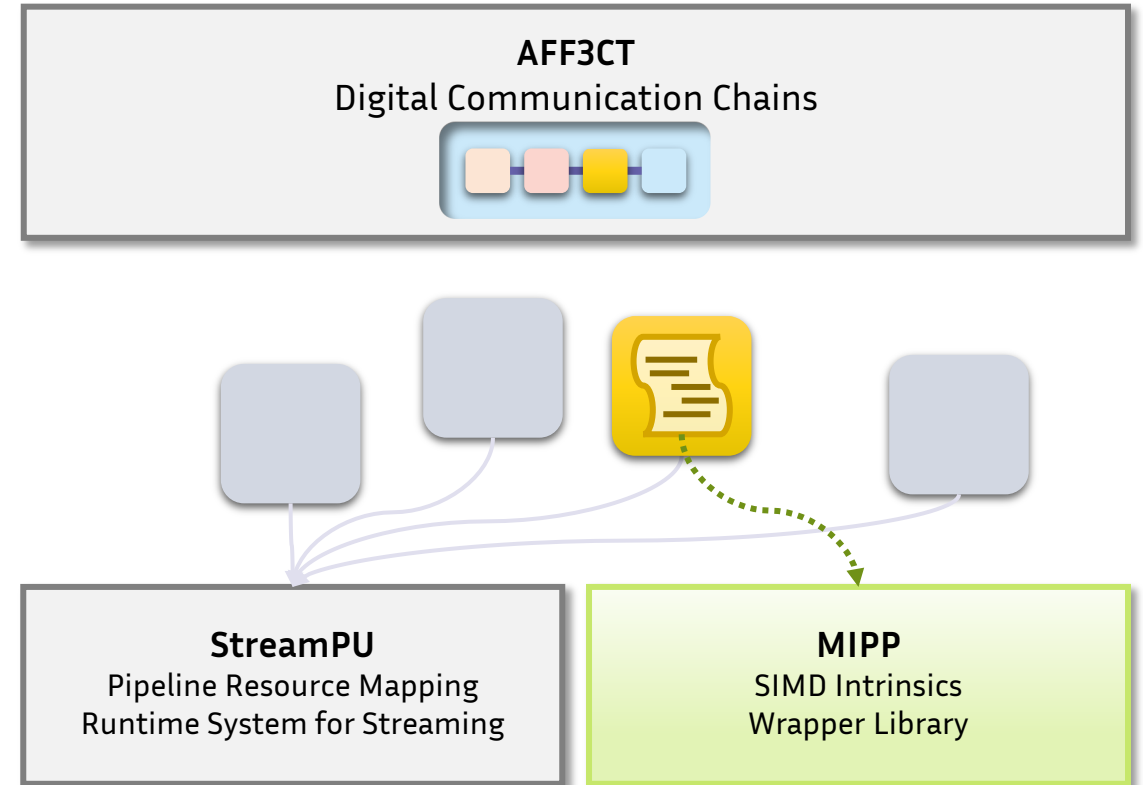 AFF3CT
Digital Communication Chains
StreamPU
Pipeline Resource Mapping
Runtime System for Streaming
MIPP
SIMD Intrinsics
Wrapper Library